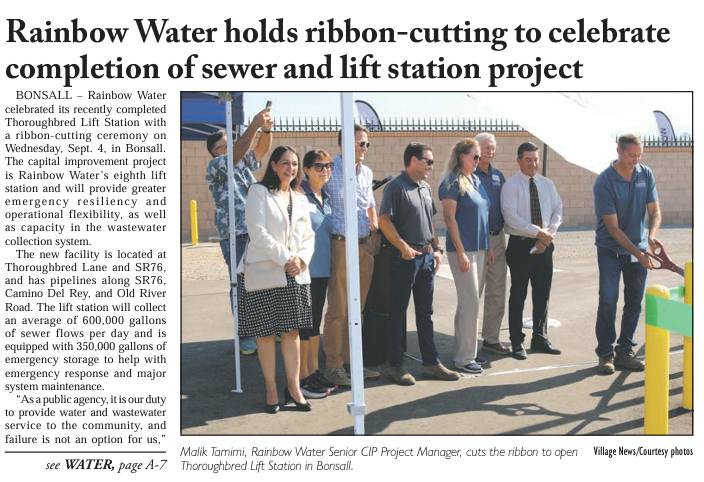 Rainbow Water holds ribbon-cutting to celebrate
completion of sewer and lift station project
BONSALL – Rainbow Water
celebrated its recently completed
Thoroughbred Lift Station with
a ribbon-cutting ceremony on
Wednesday, Sept. 4, in Bonsall.
The capital improvement project
is Rainbow Water's eighth lift
station and will provide greater
emergency resiliency and
operational flexibility, as well
as capacity in the wastewater
collection system.
The new facility is located at
Thoroughbred Lane and SR76,
and has pipelines along SR76,
Camino Del Rey, and Old River
Road. The lift station will collect
an average of 600,000 gallons
of sewer flows per day and is
equipped with 350,000 gallons of
emergency storage to help with
emergency response and major
system maintenance.
"As a public agency, it is our duty
to provide water and wastewater
service to the community, and
failure is not an option for us,"
see WATER, page A-7
Malik Tamimi, Rainbow Water Senior CIP Project Manager, cuts the ribbon to open
Thoroughbred Lift Station in Bonsall.
Village News/Courtesy photos